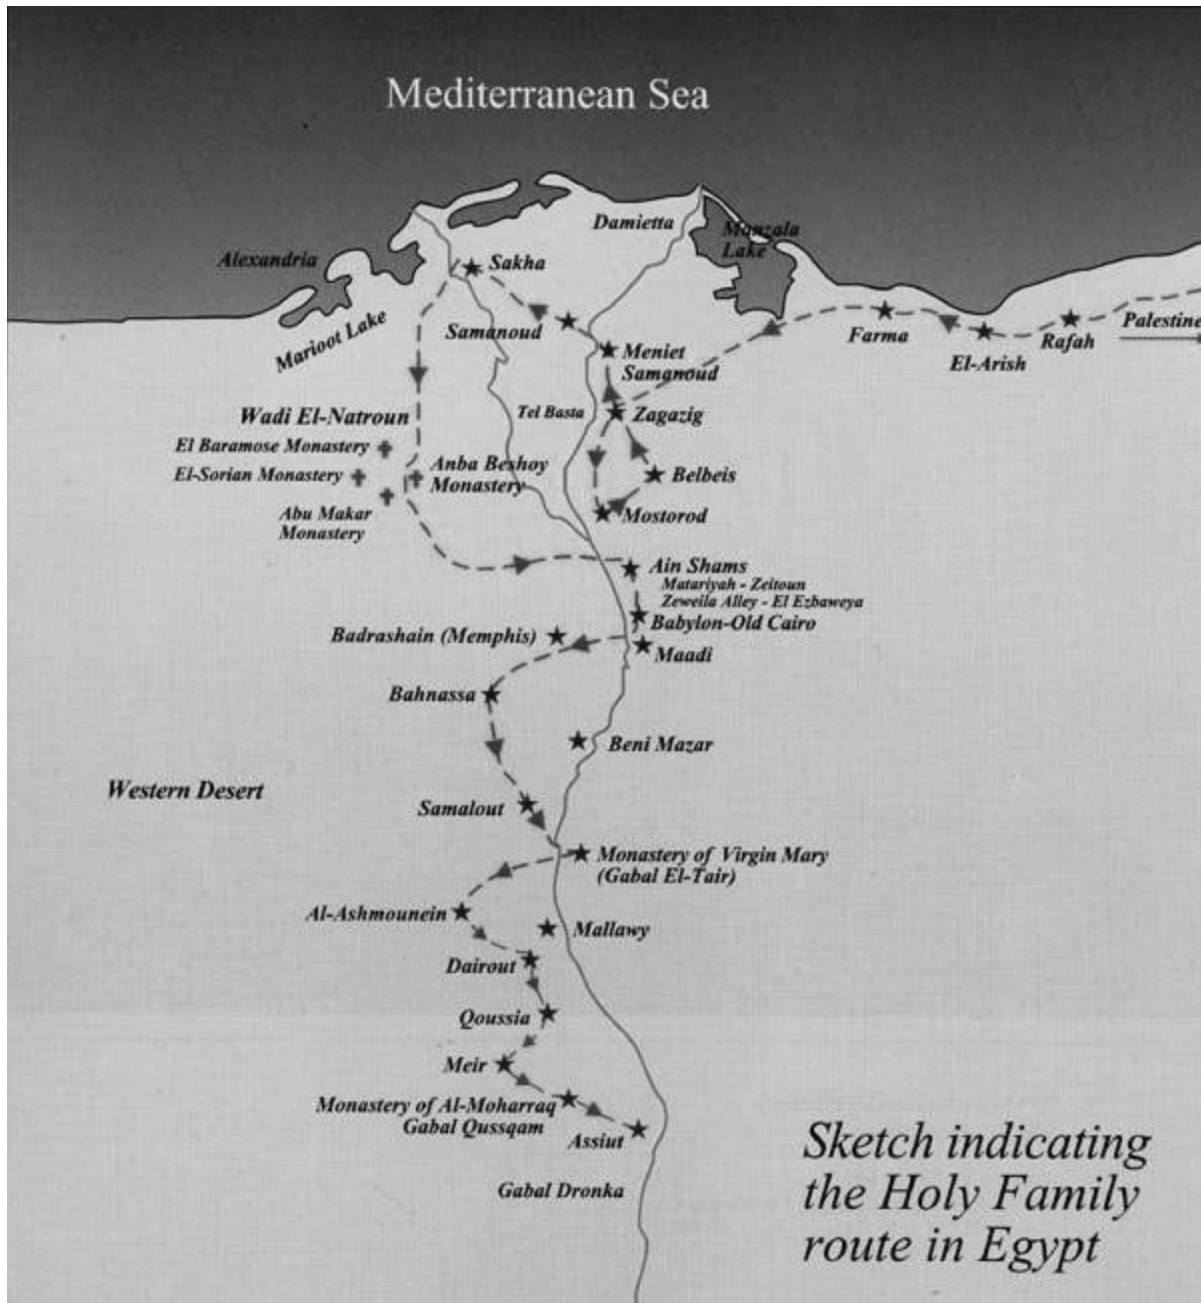 Mediterranean Sea
Damietta
Manzala
Lake
Alexandria
Sakha
Marioot Lake
Samanoud
Meniet
Samanoud
Farma
El-Arish
Rafah
Palestine
Wadi El-Natroun
Tel Basta
Zagazig
El Baramose Monastery
El-Sorian Monastery
Anba Beshoy
Monastery
Belbeis
Abu Makar
Monastery
Mostorod
Ain Shams
Matariyah - Zeitoun
Zeweila Alley - El Ezbaweya
Babylon-Old Cairo
Badrashain (Memphis)
Maadi
Bahnassa
Beni Mazar
Western Desert
Samalout
Monastery of Virgin Mary
(Gabal El-Tair)
Al-Ashmounein
Mallawy
Dairout
Qoussia
Meir
Monastery of Al-Moharraq
Gabal Qussqam
Assiut
Gabal Dronka
Sketch indicating
the Holy Family
route in Egypt